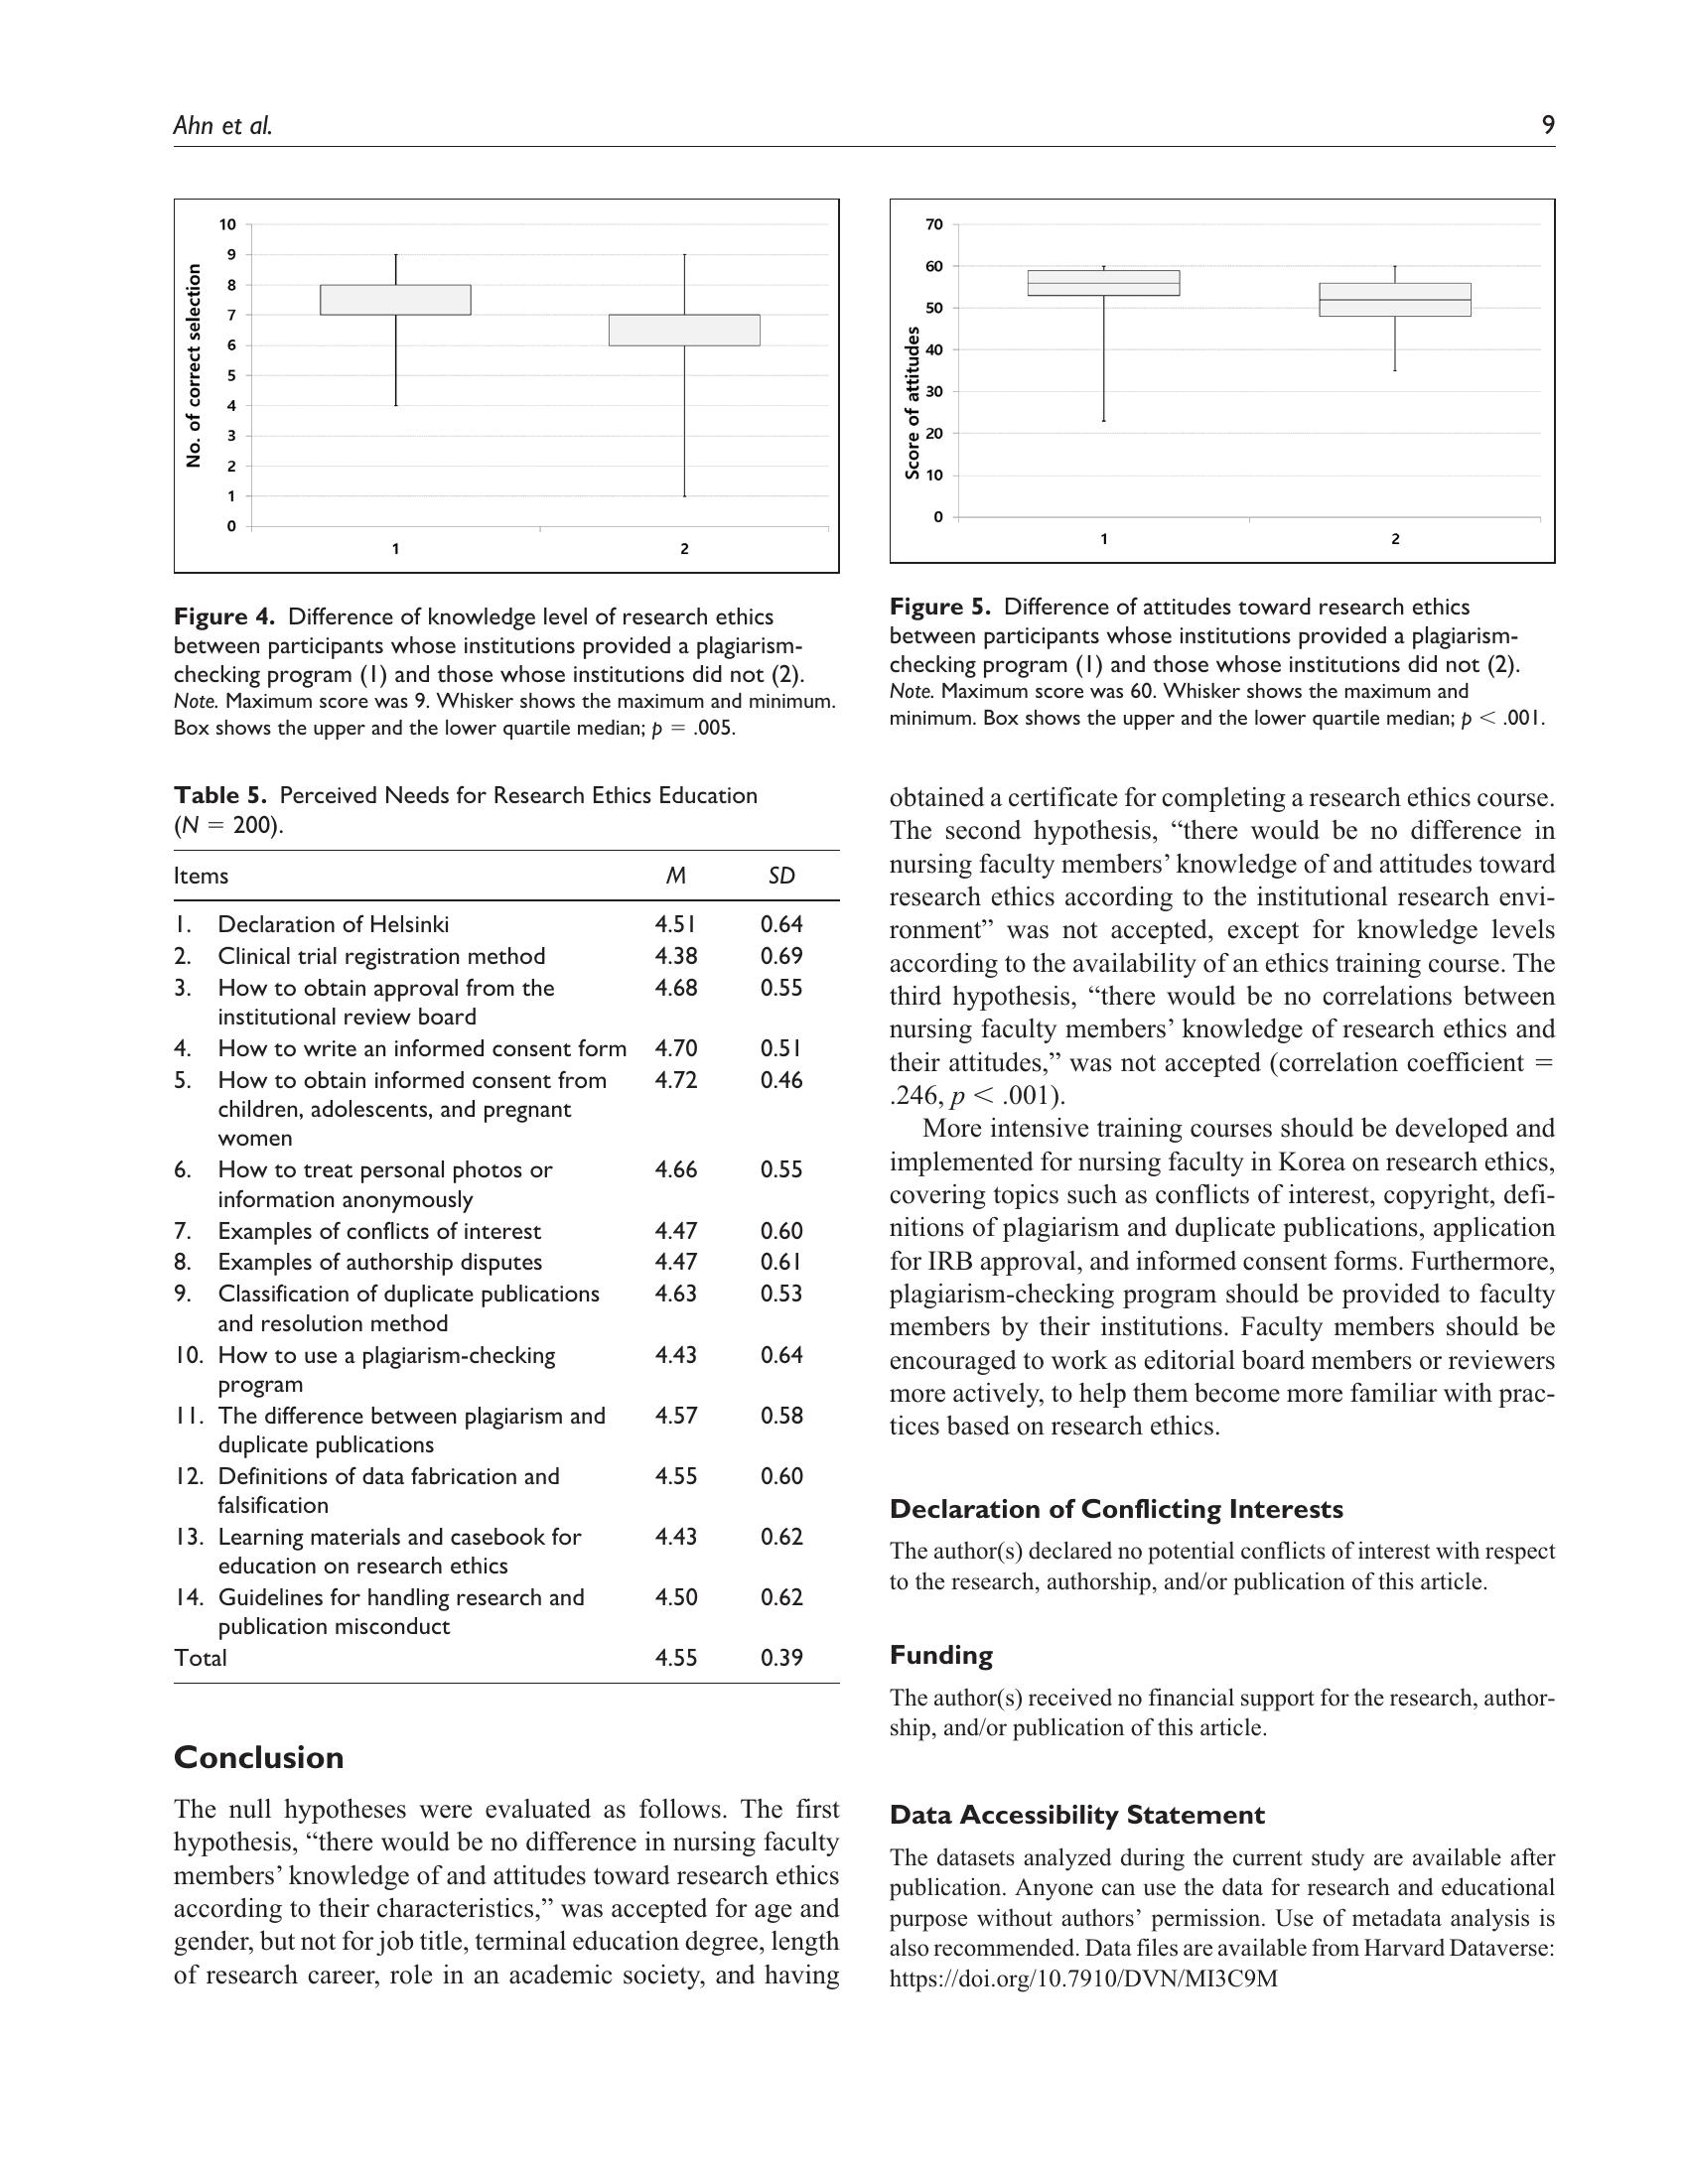 Ahn et al.
9
10
9
8
7
6
5
4
3
2
1
0
No. of correct selection
1
2
Figure 4. Difference of knowledge level of research ethics
between participants whose institutions provided a plagiarism-
checking program (1) and those whose institutions did not (2).
Note. Maximum score was 9. Whisker shows the maximum and minimum.
Box shows the upper and the lower quartile median; p = .005.
70
60
50
40
30
20
10
0
Score of attitudes
1
2
Figure 5. Difference of attitudes toward research ethics
between participants whose institutions provided a plagiarism-
checking program (1) and those whose institutions did not (2).
Note. Maximum score was 60. Whisker shows the maximum and
minimum. Box shows the upper and the lower quartile median; p < .001.
Table 5. Perceived Needs for Research Ethics Education
(N = 200).
Items M SD
1. Declaration of Helsinki 4.51 0.64
2. Clinical trial registration method 4.38 0.69
3. How to obtain approval from the 4.68 0.55
institutional review board
4. How to write an informed consent form 4.70 0.51
5. How to obtain informed consent from 4.72 0.46
children, adolescents, and pregnant
women
6. How to treat personal photos or 4.66 0.55
information anonymously
7. Examples of conflicts of interest 4.47 0.60
8. Examples of authorship disputes 4.47 0.61
9. Classification of duplicate publications 4.63 0.53
and resolution method
10. How to use a plagiarism-checking 4.43 0.64
program
11. The difference between plagiarism and 4.57 0.58
duplicate publications
12. Definitions of data fabrication and 4.55 0.60
falsification
13. Learning materials and casebook for 4.43 0.62
education on research ethics
14. Guidelines for handling research and 4.50 0.62
publication misconduct
Total 4.55 0.39
Conclusion
The null hypotheses were evaluated as follows. The first
hypothesis, “there would be no difference in nursing faculty
members’ knowledge of and attitudes toward research ethics
according to their characteristics,” was accepted for age and
gender, but not for job title, terminal education degree, length
of research career, role in an academic society, and having
obtained a certificate for completing a research ethics course.
The second hypothesis, “there would be no difference in
nursing faculty members’ knowledge of and attitudes toward
research ethics according to the institutional research envi-
ronment” was not accepted, except for knowledge levels
according to the availability of an ethics training course. The
third hypothesis, “there would be no correlations between
nursing faculty members’ knowledge of research ethics and
their attitudes,” was not accepted (correlation coefficient =
.246, p < .001).
More intensive training courses should be developed and
implemented for nursing faculty in Korea on research ethics,
covering topics such as conflicts of interest, copyright, defi-
nitions of plagiarism and duplicate publications, application
for IRB approval, and informed consent forms. Furthermore,
plagiarism-checking program should be provided to faculty
members by their institutions. Faculty members should be
encouraged to work as editorial board members or reviewers
more actively, to help them become more familiar with prac-
tices based on research ethics.
Declaration of Conflicting Interests
The author(s) declared no potential conflicts of interest with respect
to the research, authorship, and/or publication of this article.
Funding
The author(s) received no financial support for the research, author-
ship, and/or publication of this article.
Data Accessibility Statement
The datasets analyzed during the current study are available after
publication. Anyone can use the data for research and educational
purpose without authors’ permission. Use of metadata analysis is
also recommended. Data files are available from Harvard Dataverse:
https://doi.org/10.7910/DVN/MI3C9M